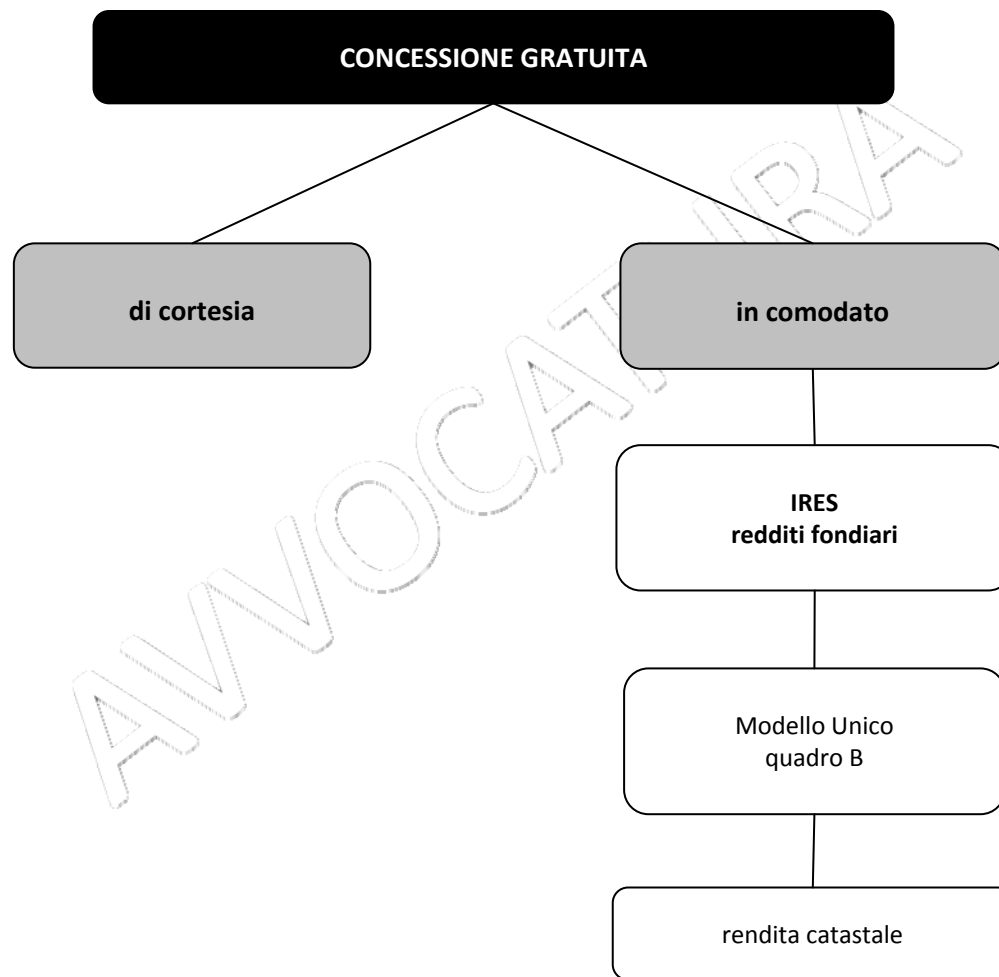 CONCESSIONE GRATUITA
di cortesia
in comodato
IRES
redditi fondiari
Modello Unico
quadro B
rendita catastale
AVVOCATURA